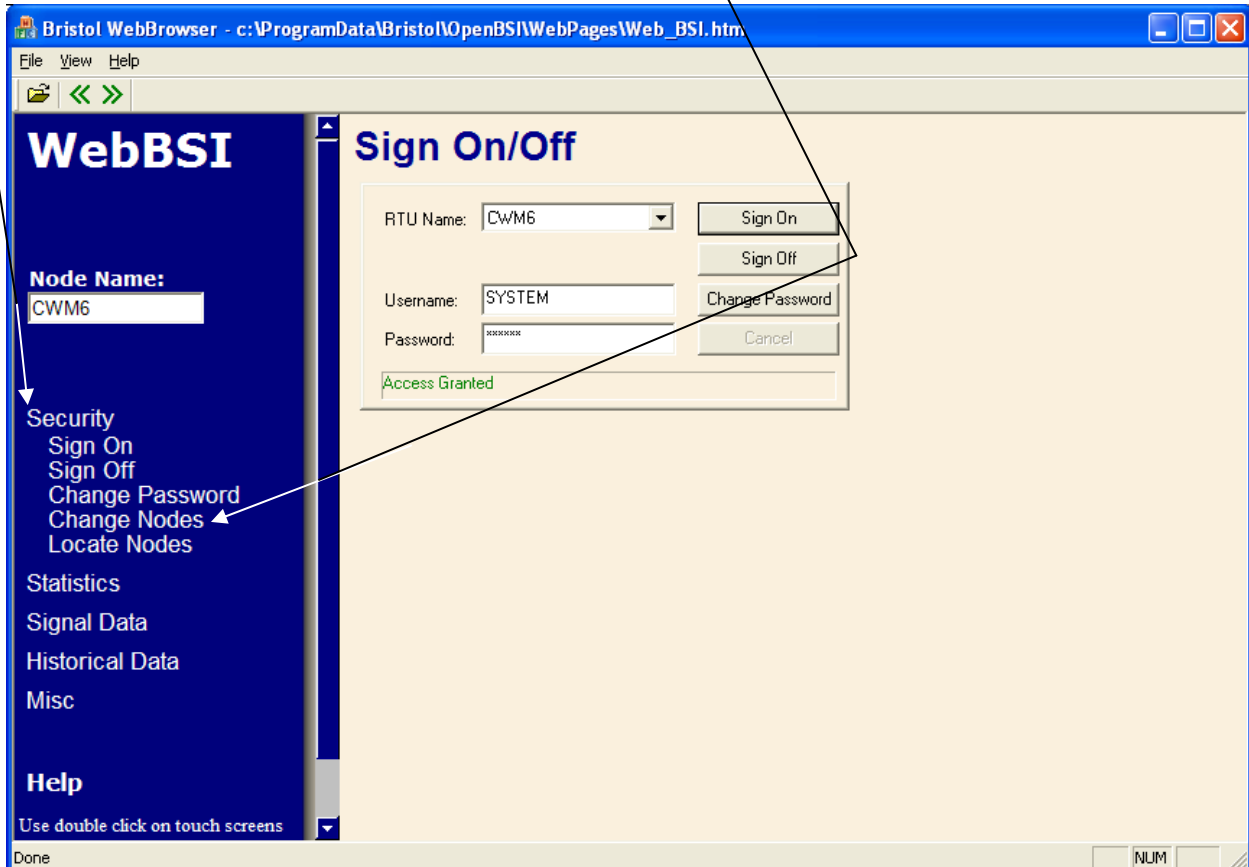 Bristol WebBrowser - c:\ProgramData\Bristol\OpenBSI\WebPages\Web_BSI.htm
File View Help
WebBSI
Node Name:
CWM6
Security
Sign On
Sign Off
Change Password
Change Nodes
Locate Nodes
Statistics
Signal Data
Historical Data
Misc
Help
Use double click on touch screens
Sign On/Off
RTU Name: CWM6 Sign On
Sign Off
Username: SYSTEM Change Password
Password: ****** Cancel
Access Granted
Done NUM